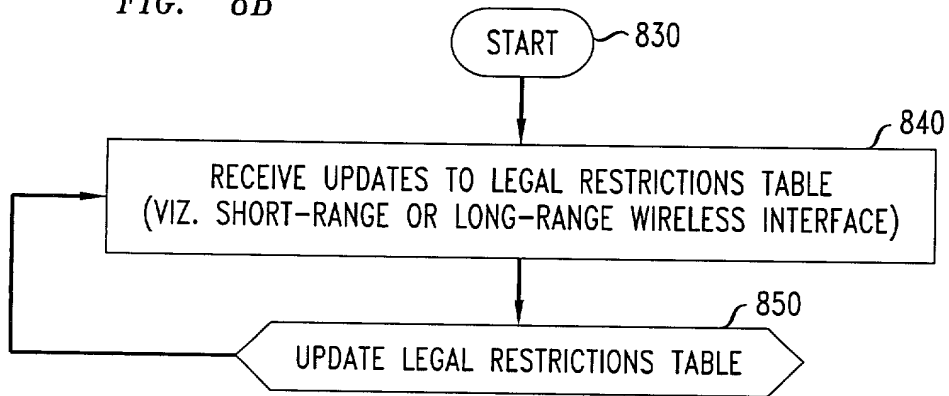 FIG. 8B
START
830
840
RECEIVE UPDATES TO LEGAL RESTRICTIONS TABLE
(VIZ. SHORT-RANGE OR LONG-RANGE WIRELESS INTERFACE)
850
UPDATE LEGAL RESTRICTIONS TABLE